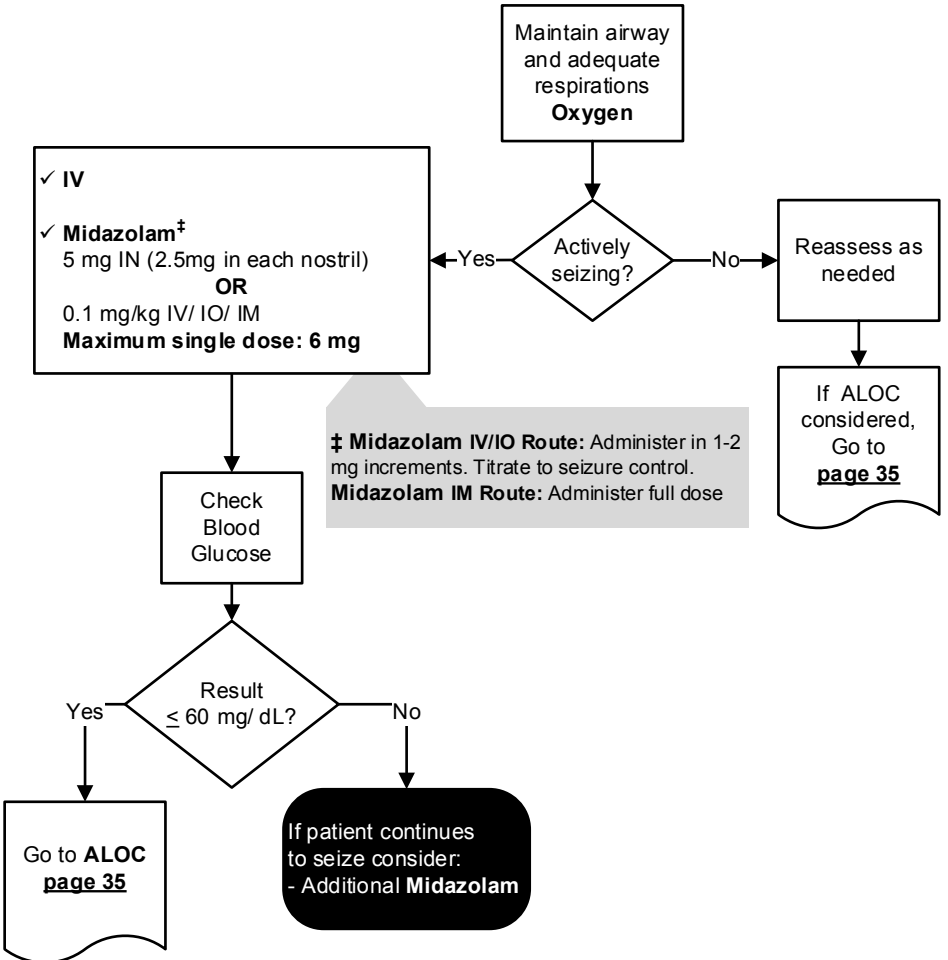 Maintain airway
and adequate
respirations
Oxygen
✓ IV
✓ Midazolam‡
5 mg IN (2.5mg in each nostril)
OR
0.1 mg/kg IV/ IO/ IM
Maximum single dose: 6 mg
Yes
Actively
seizing?
No
Reassess as
needed
If ALOC
considered,
Go to
page 35
‡ Midazolam IV/IO Route: Administer in 1-2
mg increments. Titrate to seizure control.
Midazolam IM Route: Administer full dose
Check
Blood
Glucose
Result
≤ 60 mg/ dL?
Yes
No
Go to ALOC
page 35
If patient continues
to seize consider:
- Additional Midazolam